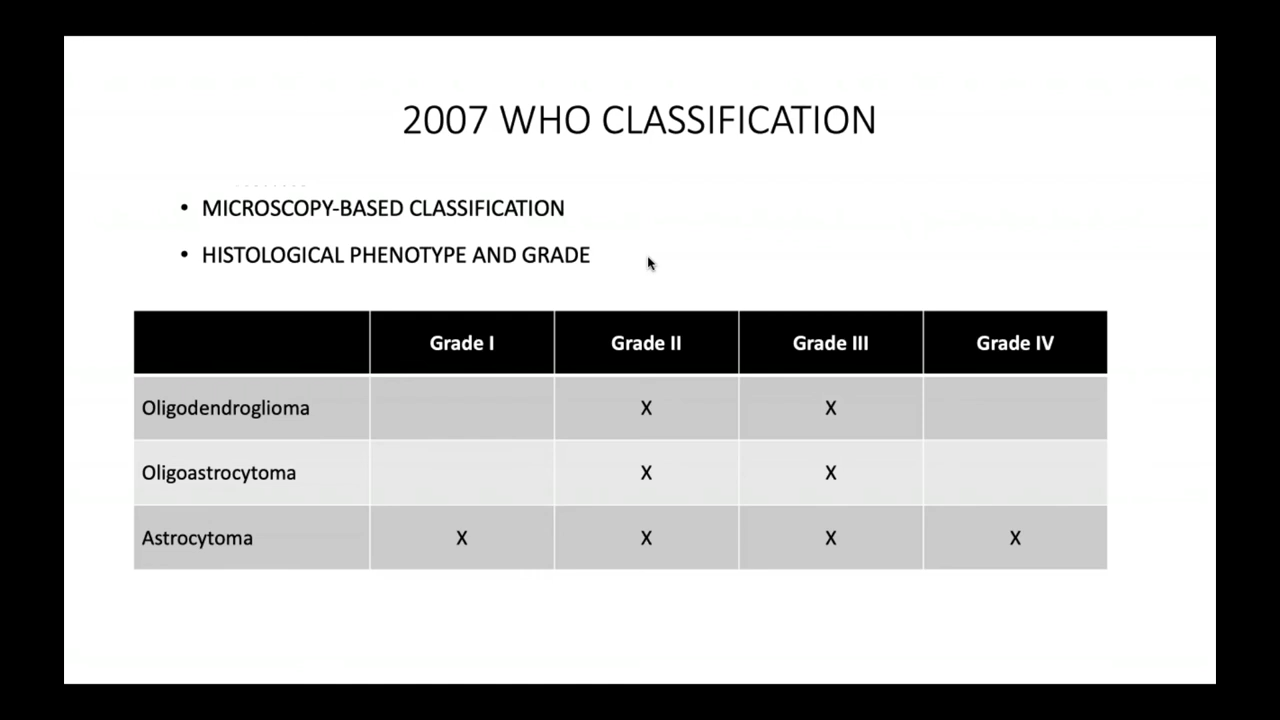 2007 WHO CLASSIFICATION
• MICROSCOPY-BASED CLASSIFICATION
• HISTOLOGICAL PHENOTYPE AND GRADE
Grade I Grade II Grade III Grade IV
Oligodendroglioma X X
Oligoastrocytoma X X
Astrocytoma X X X X